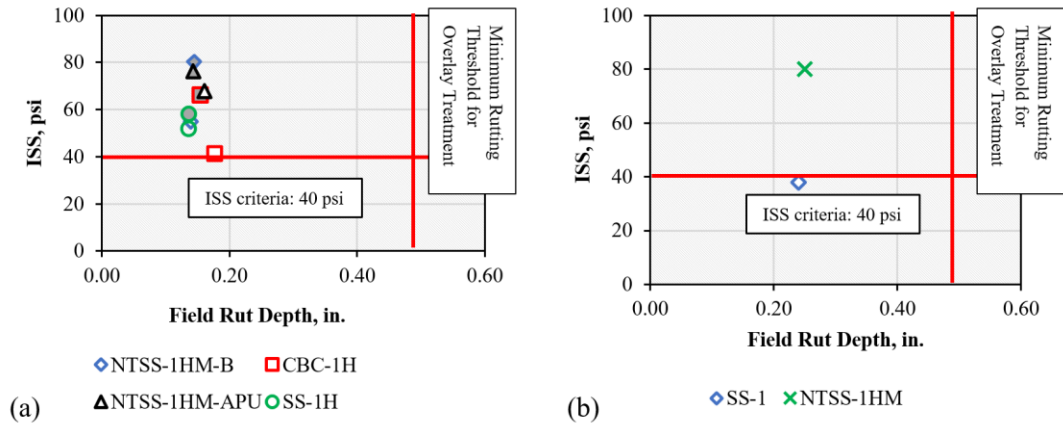 100
80
60
40
20
0
ISS, psi
0.00 0.20 0.40 0.60
Field Rut Depth, in.
ISS criteria: 40 psi
Minimum Rutting
Threshold for
Overlay Treatment
NTSS-1HM-B CBC-1H
NTSS-1HM-APU SS-1H
(a)
100
80
60
40
20
0
ISS, psi
0.00 0.20 0.40 0.60
Field Rut Depth, in.
ISS criteria: 40 psi
Minimum Rutting
Threshold for
Overlay Treatment
SS-1 NTSS-1HM
(b)